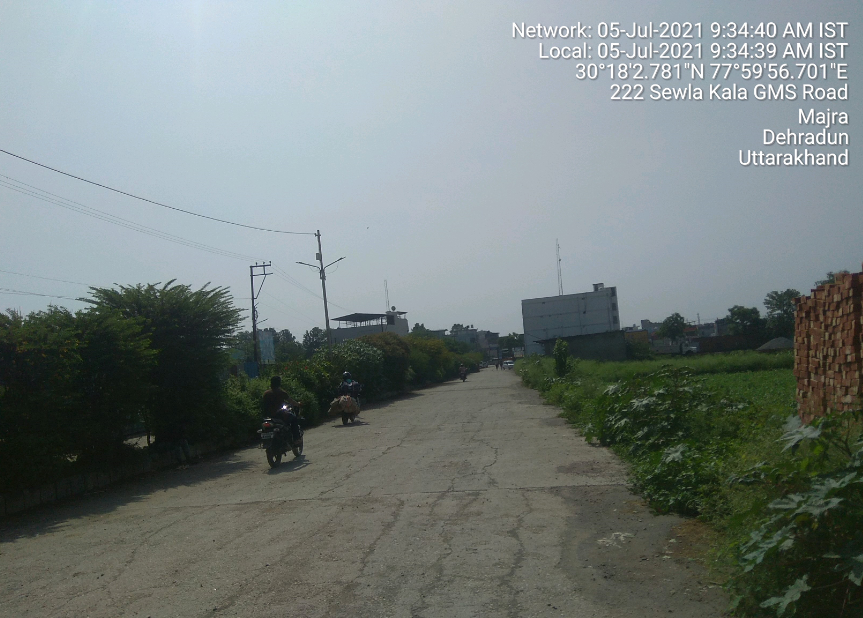 Network: 05-Jul-2021 9:34:40 AM IST
Local: 05-Jul-2021 9:34:39 AM IST
30°18'2.781"N 77°59'56.701"E
222 Sewla Kala GMS Road
Majra
Dehradun
Uttarakhand